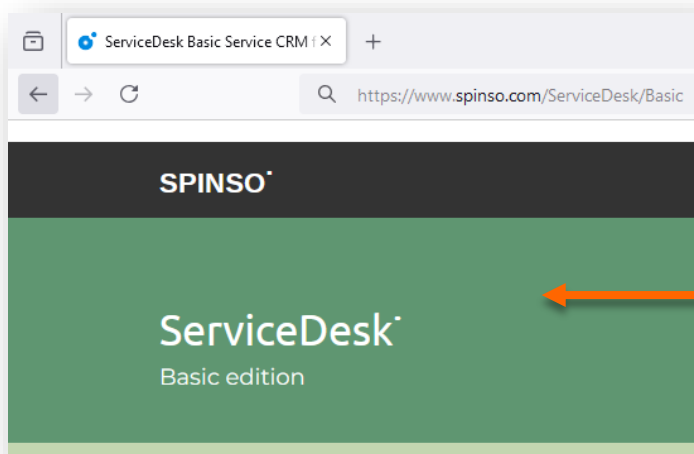 ServiceDesk Basic Service CRM f
https://www.spinso.com/ServiceDesk/Basic
SPINSO
ServiceDesk
Basic edition